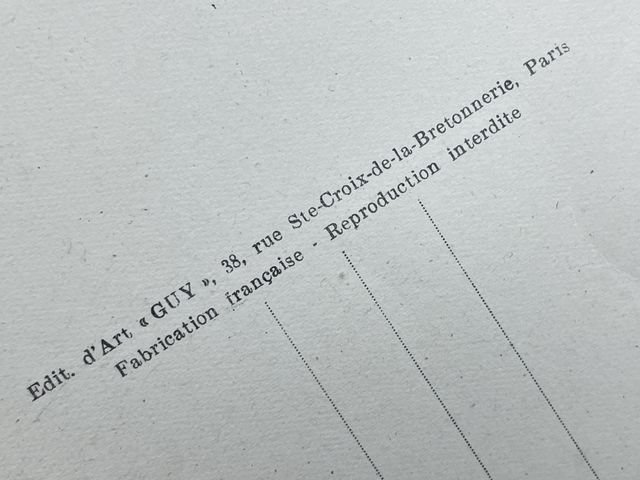 Edit. d'Art « GUY », 38, rue Ste-Croix-de-la-Bretonnerie, Paris
Fabrication française - Reproduction interdite